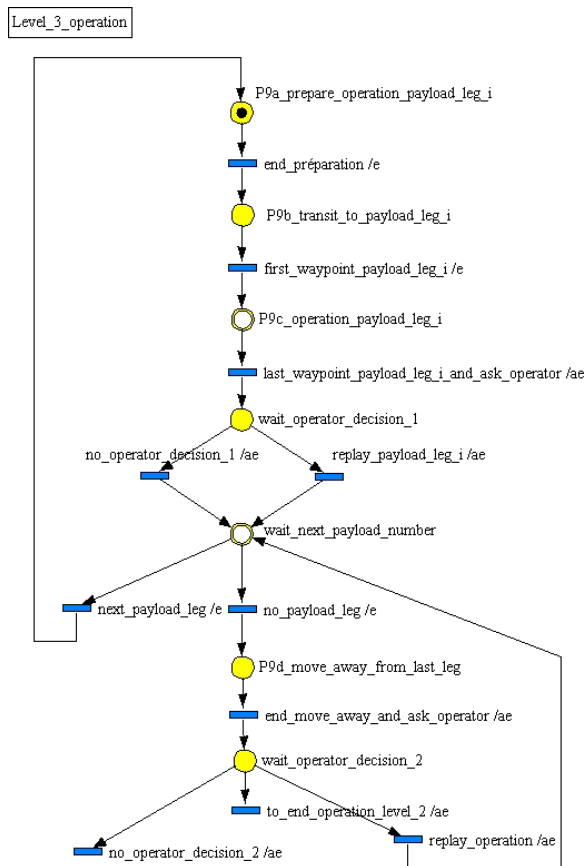 Level_3_operation
P9a_prepare_operation_payload_leg_i
end_préparation /e
P9b_transit_to_payload_leg_i
first_waypoint_payload_leg_i /e
P9c_operation_payload_leg_i
last_waypoint_payload_leg_i_and_ask_operator /ae
wait_operator_decision_1
no_operator_decision_1 /ae
replay_payload_leg_i /ae
wait_next_payload_number
next_payload_leg /e
no_payload_leg /e
P9d_move_away_from_last_leg
end_move_away_and_ask_operator /ae
wait_operator_decision_2
to_end_operation_level_2 /ae
replay_operation /ae
no_operator_decision_2 /ae